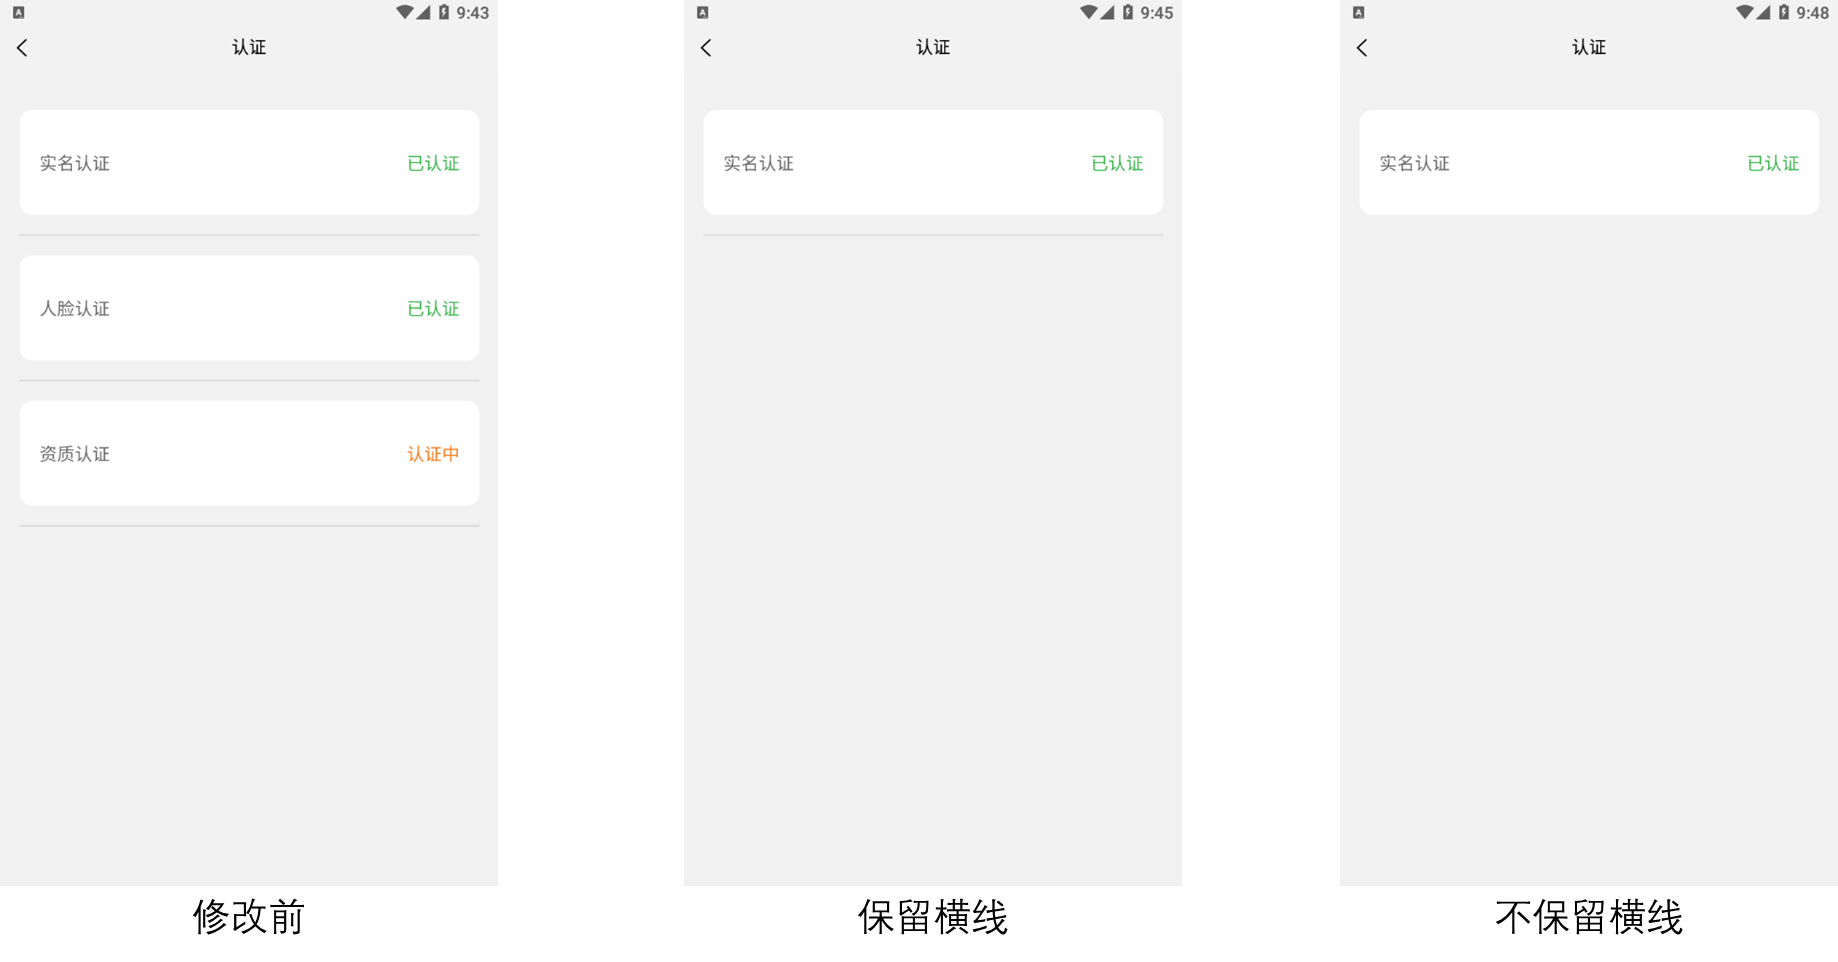 9:43
认证
实名认证 已认证
人脸认证 已认证
资质认证 认证中
修改前
9:45
认证
实名认证 已认证
保留横线
9:48
认证
实名认证 已认证
不保留横线